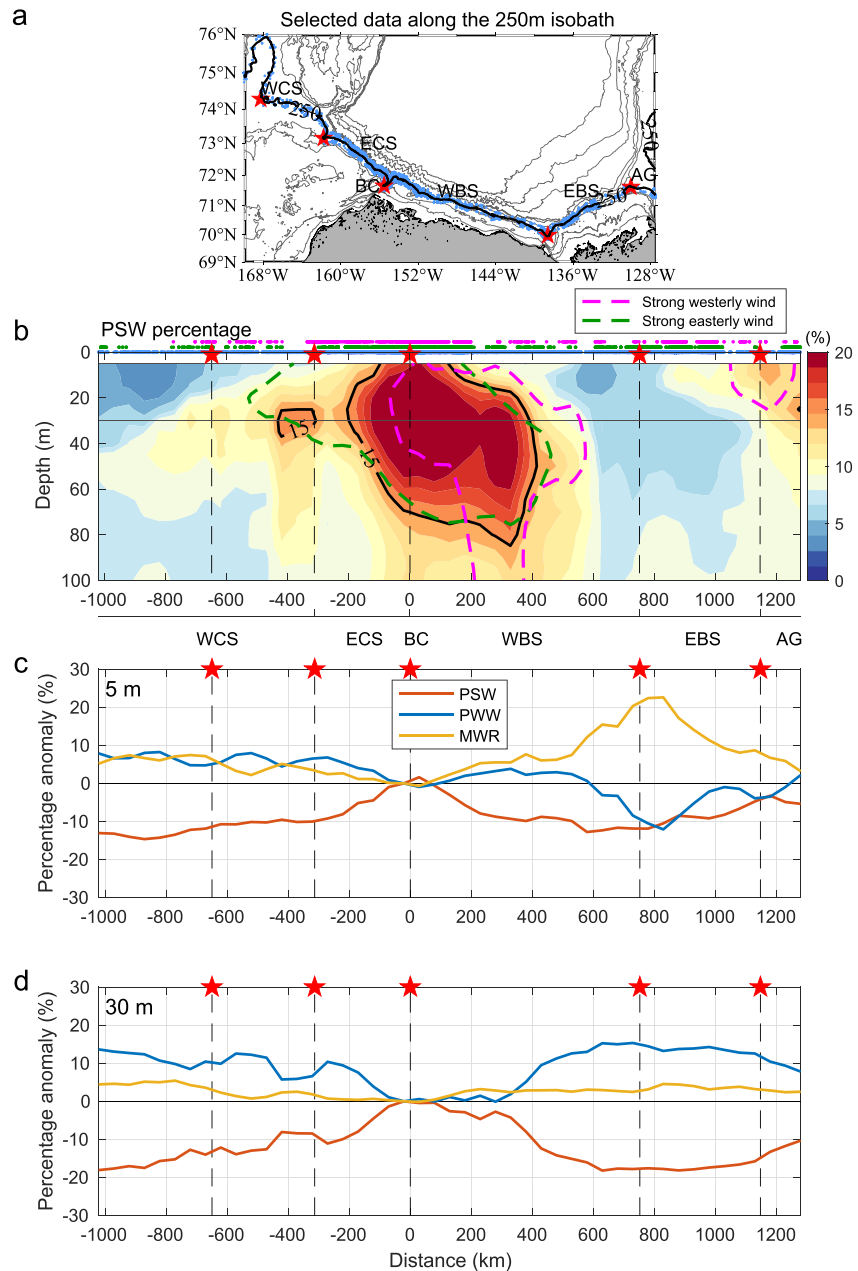 a
Selected data along the 250m isobath
76°N
75°N
74°N
73°N
72°N
71°N
70°N
69°N
WCS
250
ECS
BC
WBS
EBS
250
AG
250
168°W 160°W 152°W 144°W 136°W 128°W
Strong westerly wind
Strong easterly wind
b
PSW percentage
(%)
Depth (m)
0
20
40
60
80
100
15
15
20
15
10
5
0
-1000 -800 -600 -400 -200 0 200 400 600 800 1000 1200
WCS ECS BC WBS EBS AG
c
5 m
Percentage anomaly (%)
30
20
10
0
-10
-20
-30
PSW
PWW
MWR
-1000 -800 -600 -400 -200 0 200 400 600 800 1000 1200
d
30 m
Percentage anomaly (%)
30
20
10
0
-10
-20
-30
-1000 -800 -600 -400 -200 0 200 400 600 800 1000 1200
Distance (km)